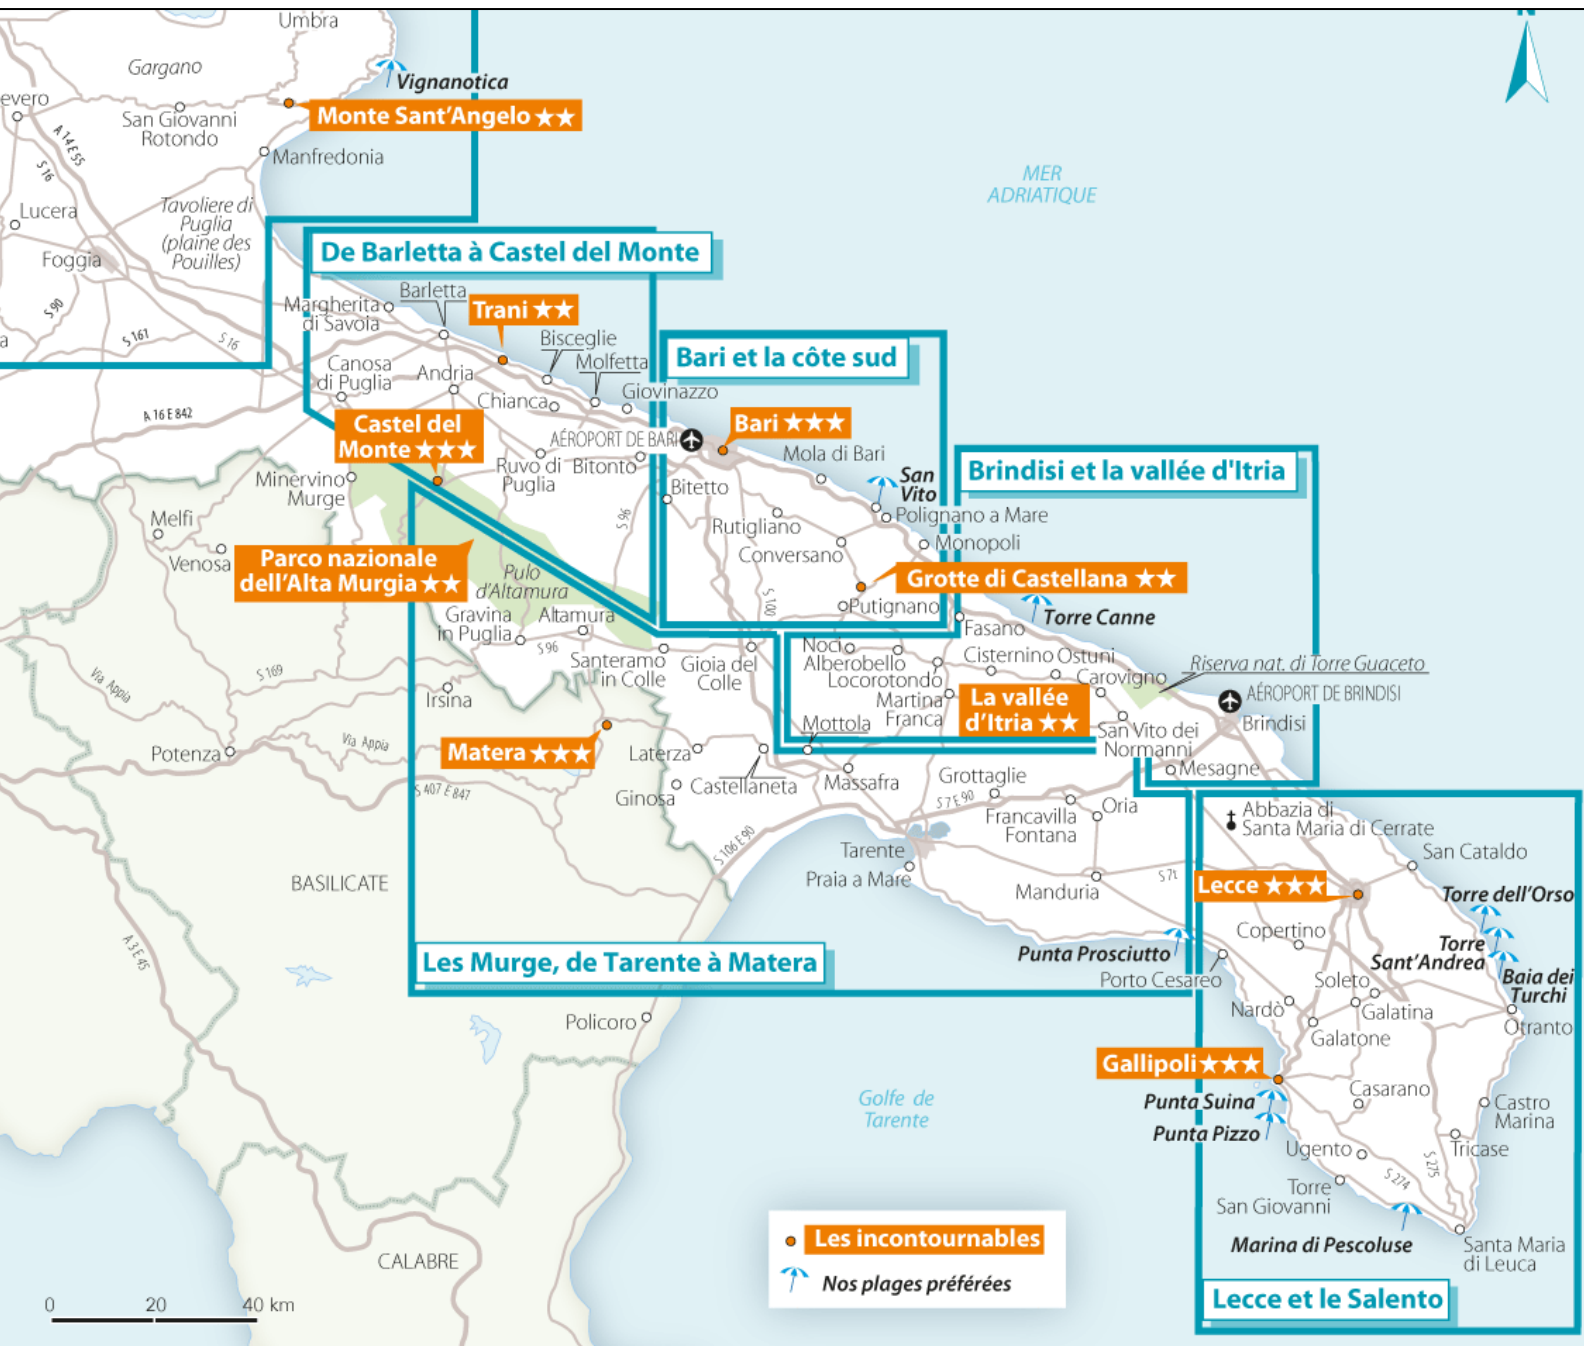 N
Umbra
Gargano
Vignanotica
evero
San Giovanni
Rotondo
Monte Sant'Angelo ★★
A 14 E 55
S 16
Manfredonia
MER
ADRIATIQUE
Lucera
Tavoliere di
Puglia
(plaine des
Pouilles)
Foggia
De Barletta à Castel del Monte
S 90
Margherita
di Savoia
Barletta
Trani ★★
a
S 161
S 16
Bisceglie
Molfetta
Bari et la côte sud
Canosa
di Puglia
Andria
Chianca
Giovinazzo
A 16 E 842
Castel del
Monte ★★★
AÉROPORT DE BARI
Bari ★★★
Mola di Bari
Minervino
Murge
Ruvo di
Puglia
Bitonto
Bitetto
San
Vito
Brindisi et la vallée d'Itria
Melfi
Venosa
S 96
Rutigliano
Polignano a Mare
Conversano
Monopoli
Parco nazionale
dell'Alta Murgia ★★
Pulo
d'Altamura
Grotte di Castellana ★★
S 100
Putignano
Torre Canne
Gravina
in Puglia
Altamura
Fasano
S 96
Santeramo
in Colle
Gioia del
Colle
Noci
Alberobello
Locorotondo
Cisternino
Ostuni
Riserva nat. di Torre Guaceto
Via Appia
S 169
Irsina
Martina
Franca
Carovigno
AÉROPORT DE BRINDISI
La vallée
d'Itria ★★
Mottola
San Vito dei
Normanni
Brindisi
Potenza
Via Appia
Matera ★★★
Laterza
Mesagne
S 407 E 847
Ginosa
Castellaneta
Massafra
Grottaglie
S 7 E 90
Francavilla
Fontana
Oria
Abbazia di
Santa Maria di Cerrate
S 106 E 90
Tarente
Praia a Mare
San Cataldo
BASILICATE
Manduria
S 7t
Lecce ★★★
Torre dell'Orso
Copertino
A 3 E 45
Les Murge, de Tarente à Matera
Punta Prosciutto
Porto Cesareo
Torre
Sant'Andrea
Soleto
Baia dei
Turchi
Policoro
Nardò
Galatina
Otranto
Galatone
Gallipoli ★★★
Golfe de
Tarente
Punta Suina
Casarano
Castro
Marina
Punta Pizzo
Ugento
Tricase
S 275
S 274
Torre
San Giovanni
Marina di Pescoluse
Santa Maria
di Leuca
Les incontournables
Nos plages préférées
CALABRE
Lecce et le Salento
0 20 40 km